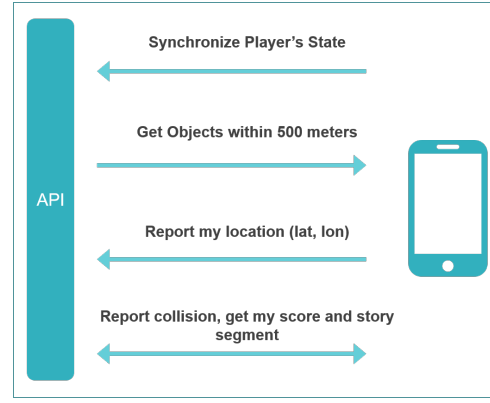 Synchronize Player's State
Get Objects within 500 meters
API
Report my location (lat, lon)
Report collision, get my score and story
segment